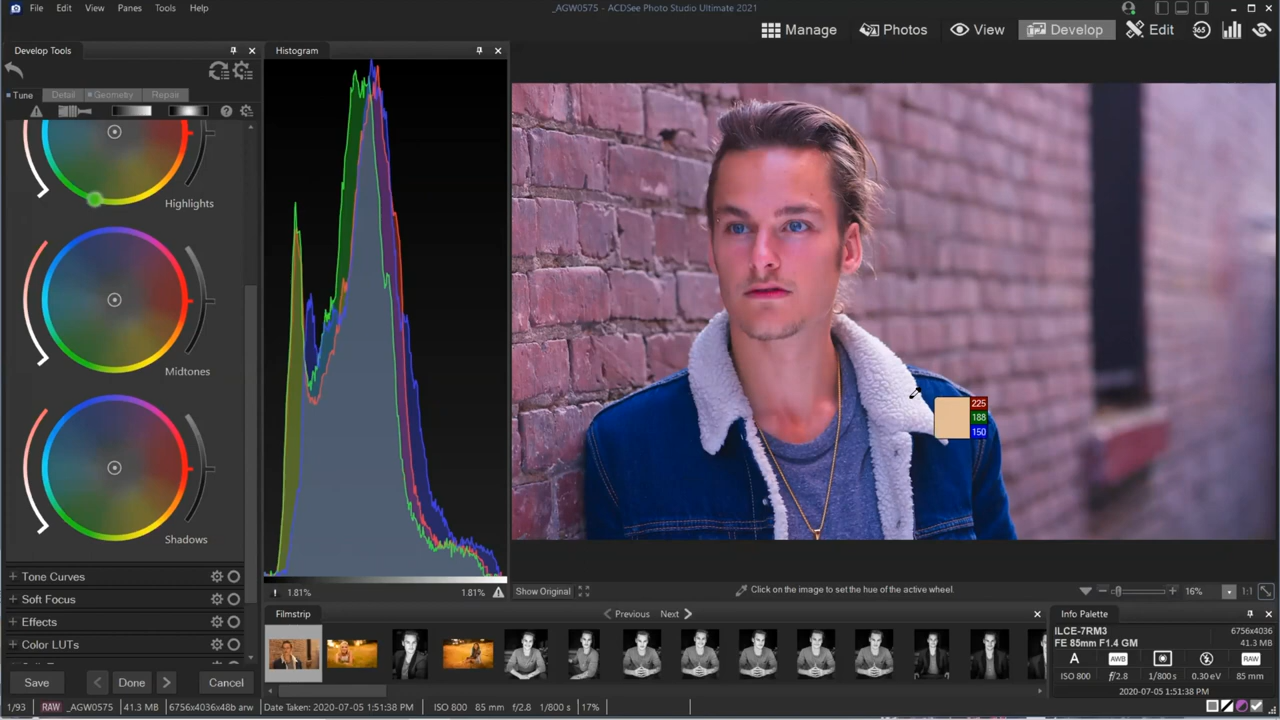 File Edit View Panes Tools Help
_AGW0575 - ACDSee Photo Studio Ultimate 2021
Manage Photos View Develop Edit 365
Develop Tools
Histogram
Tune Detail Geometry Repair
Highlights
Midtones
Shadows
225
188
150
Tone Curves
Soft Focus
Effects
Color LUTs
1.81% 1.81%
Show Original
Click on the image to set the hue of the active wheel.
16% 1:1
Filmstrip
Previous Next
Info Palette
ILCE-7RM3 6756x4036
FE 85mm F1.4 GM 41.3 MB
A AWB RAW
ISO 800 f/2.8 1/800 s 0.30 eV 85 mm
2020-07-05 1:51:38 PM
Save Done Cancel
1/93 RAW _AGW0575 41.3 MB 6756x4036x48b arw Date Taken: 2020-07-05 1:51:38 PM ISO 800 85 mm f/2.8 1/800 s 17%